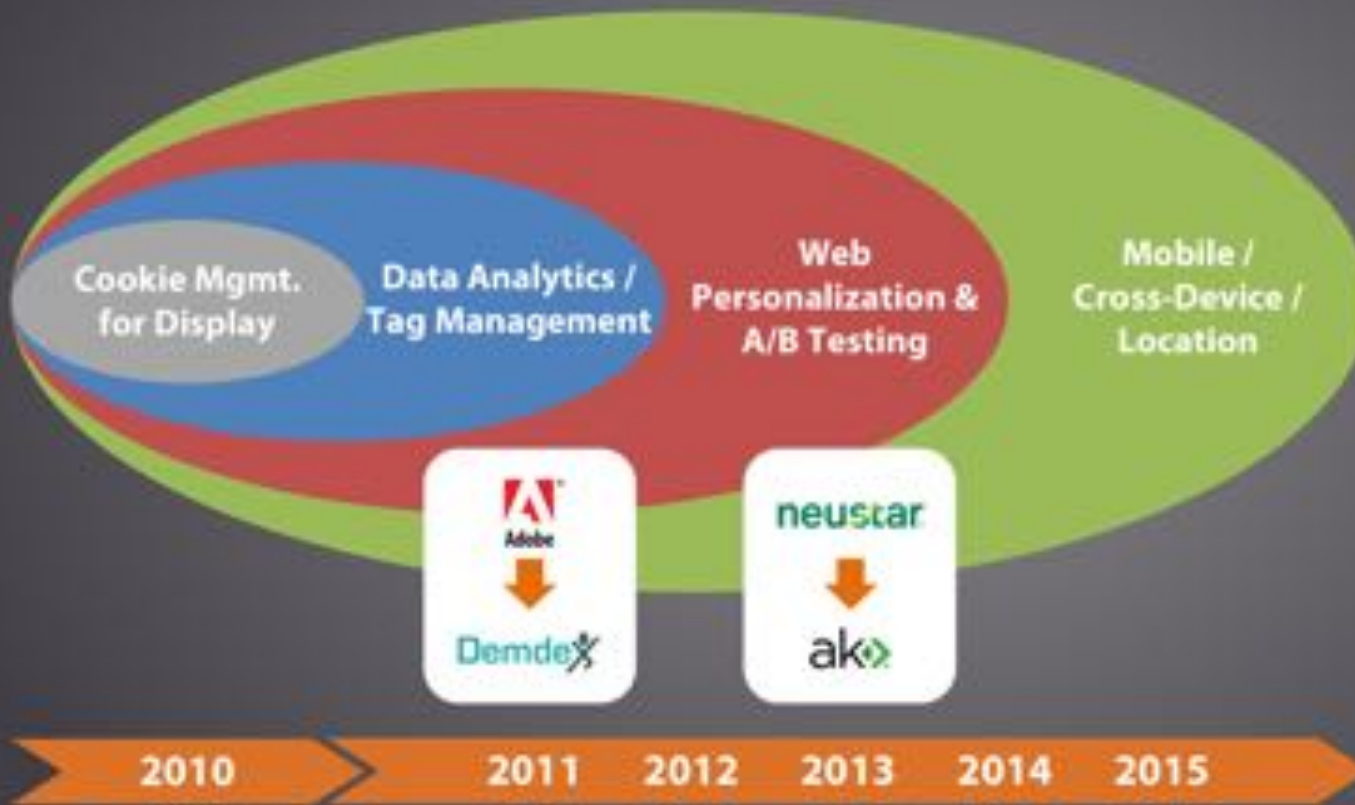 Cookie Mgmt.
for Display
Data Analytics /
Tag Management
Web
Personalization &
A/B Testing
Mobile /
Cross-Device /
Location
Adobe
Demdex
neustar
ak
2010
2011
2012
2013
2014
2015